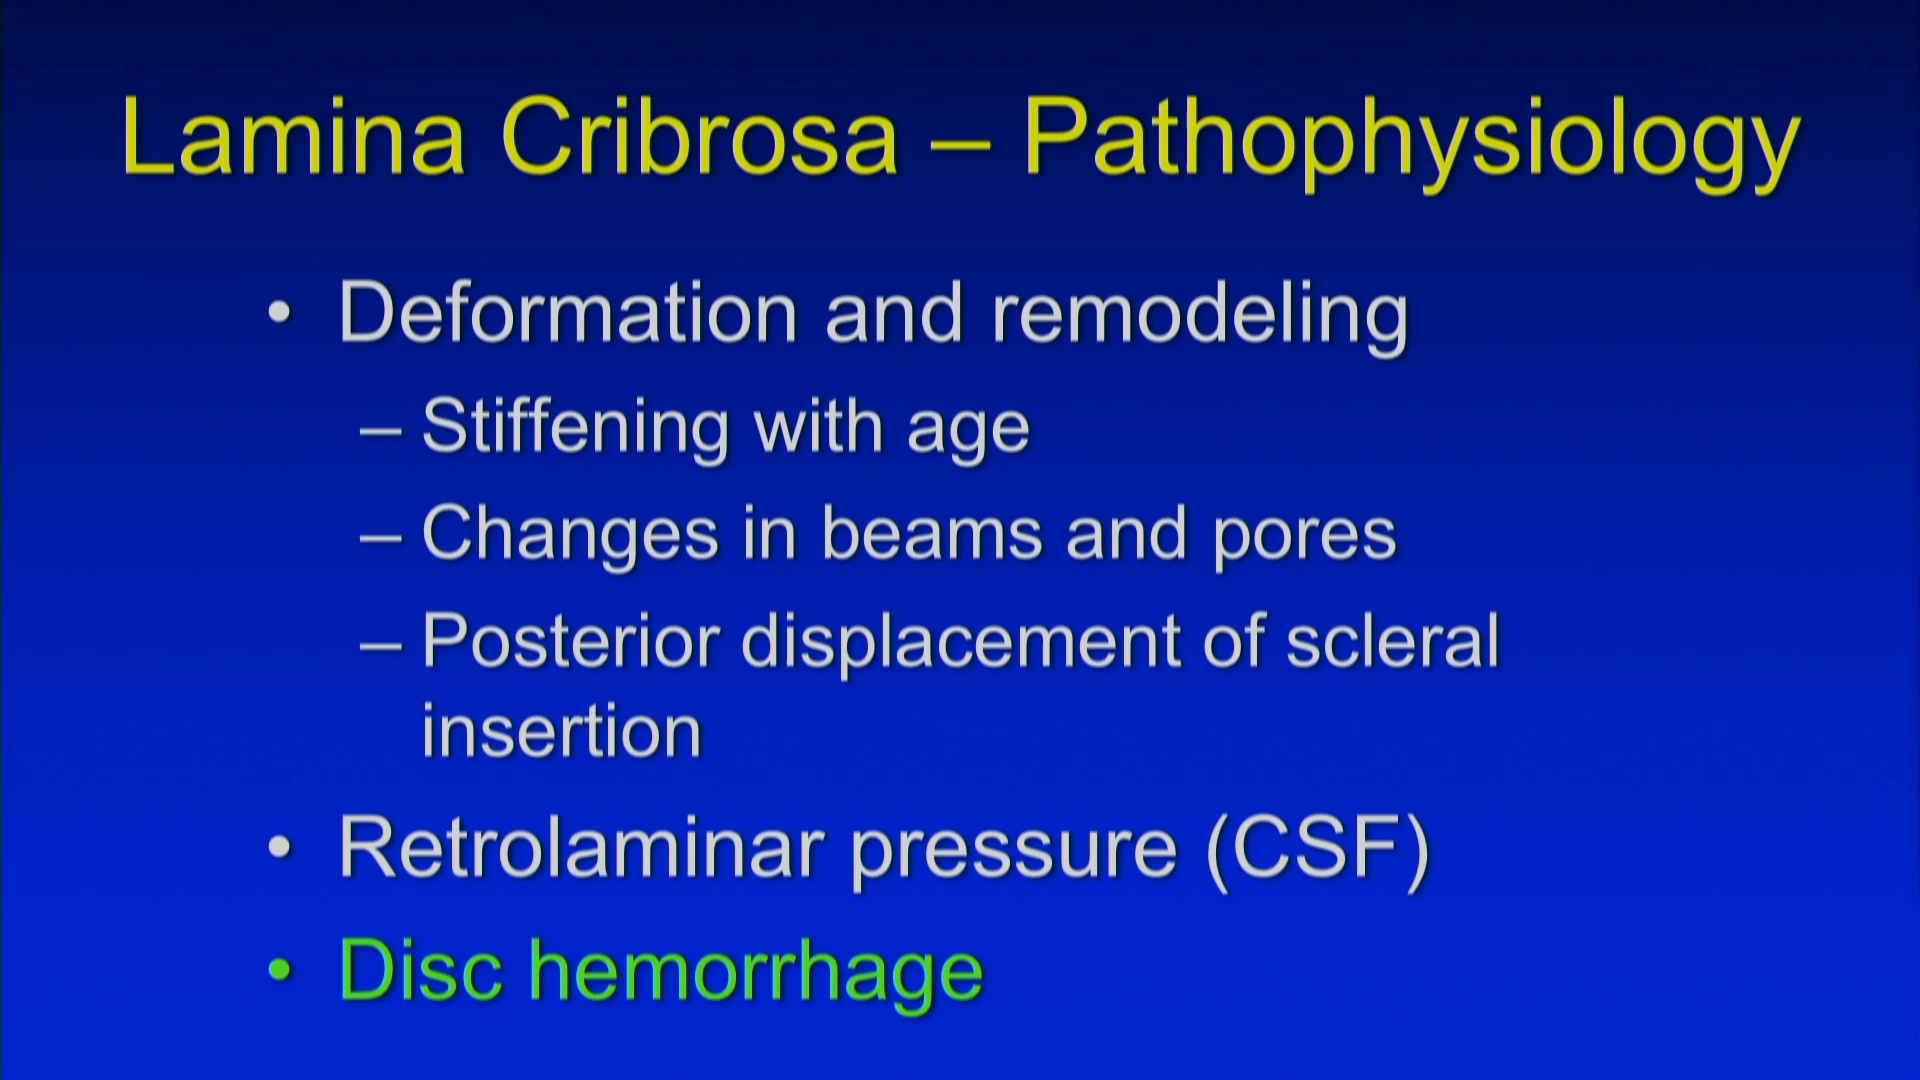 Lamina Cribrosa – Pathophysiology
• Deformation and remodeling
– Stiffening with age
– Changes in beams and pores
– Posterior displacement of scleral
insertion
• Retrolaminar pressure (CSF)
• Disc hemorrhage